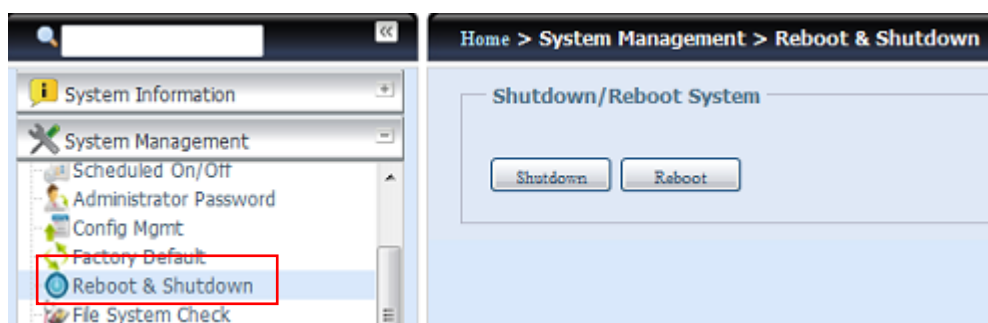 Home > System Management > Reboot & Shutdown
System Information
System Management
Scheduled On/Off
Administrator Password
Config Mgmt
Factory Default
Reboot & Shutdown
File System Check
Shutdown/Reboot System
Shutdown
Reboot